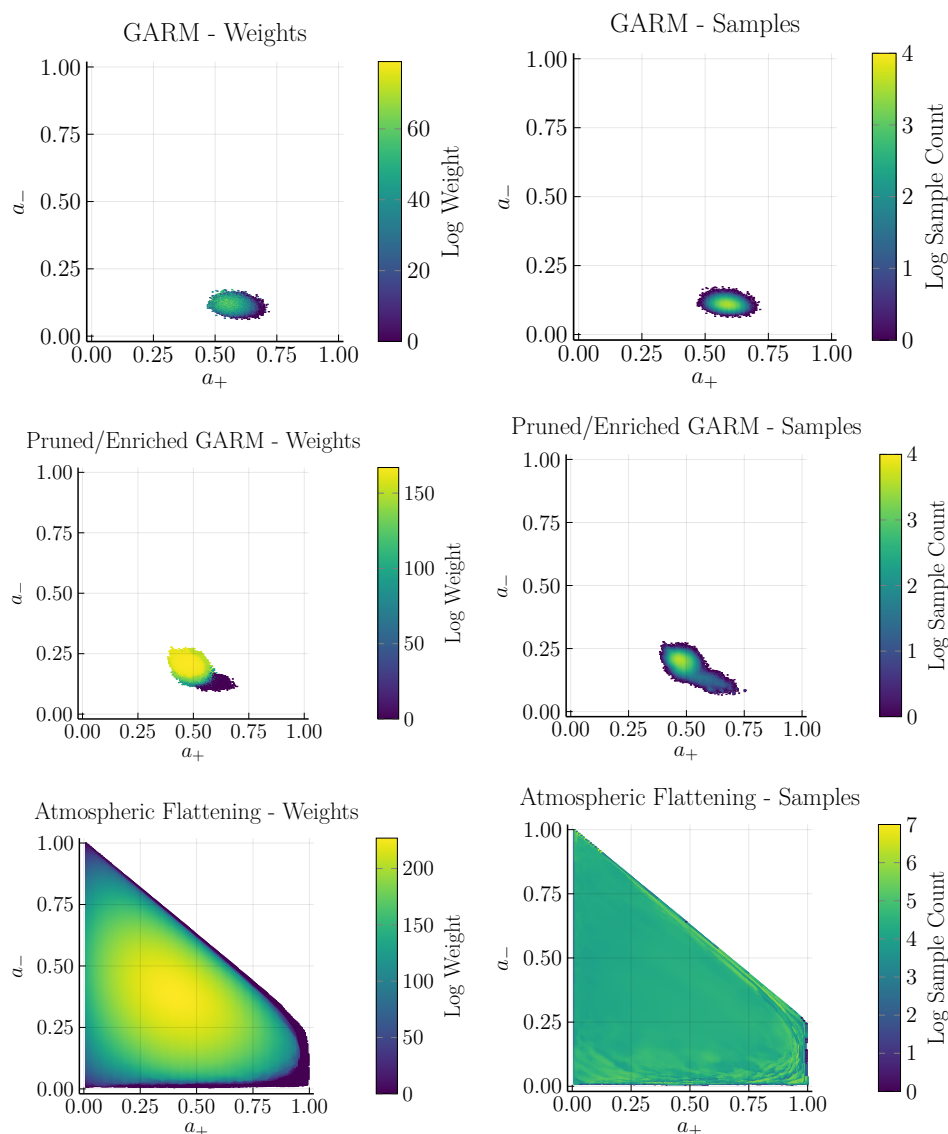 GARM - Weights
1.00
0.75
0.50
0.25
0.00
0.00 0.25 0.50 0.75 1.00
a₋
a₊
60
40
20
0
Log Weight
GARM - Samples
1.00
0.75
0.50
0.25
0.00
0.00 0.25 0.50 0.75 1.00
a₋
a₊
4
3
2
1
0
Log Sample Count
Pruned/Enriched GARM - Weights
1.00
0.75
0.50
0.25
0.00
0.00 0.25 0.50 0.75 1.00
a₋
a₊
150
100
50
0
Log Weight
Pruned/Enriched GARM - Samples
1.00
0.75
0.50
0.25
0.00
0.00 0.25 0.50 0.75 1.00
a₋
a₊
4
3
2
1
0
Log Sample Count
Atmospheric Flattening - Weights
1.00
0.75
0.50
0.25
0.00
0.00 0.25 0.50 0.75 1.00
a₋
a₊
200
150
100
50
0
Log Weight
Atmospheric Flattening - Samples
1.00
0.75
0.50
0.25
0.00
0.00 0.25 0.50 0.75 1.00
a₋
a₊
7
6
5
4
3
2
1
0
Log Sample Count